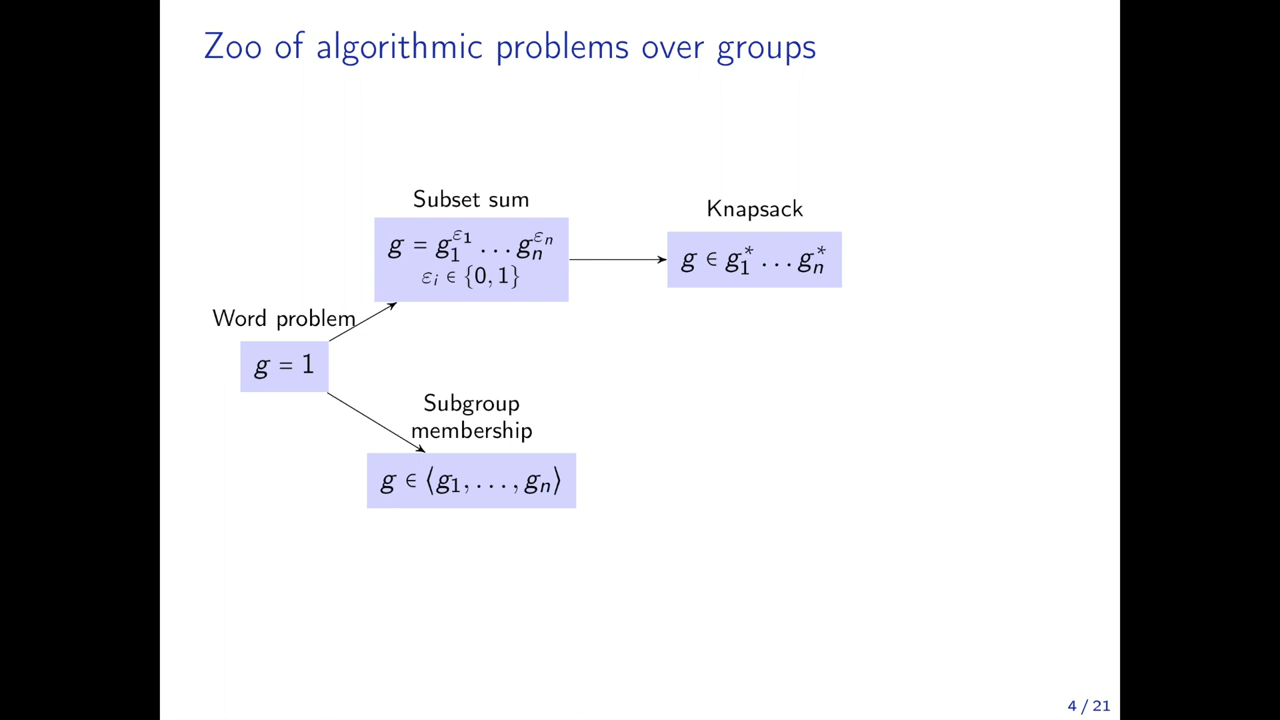 Zoo of algorithmic problems over groups
Subset sum
g = g₁^ε₁ … gₙ^εₙ
εᵢ ∈ {0, 1}
Knapsack
g ∈ g₁* … gₙ*
Word problem
g = 1
Subgroup
membership
g ∈ ⟨g₁, … , gₙ⟩
4 / 21